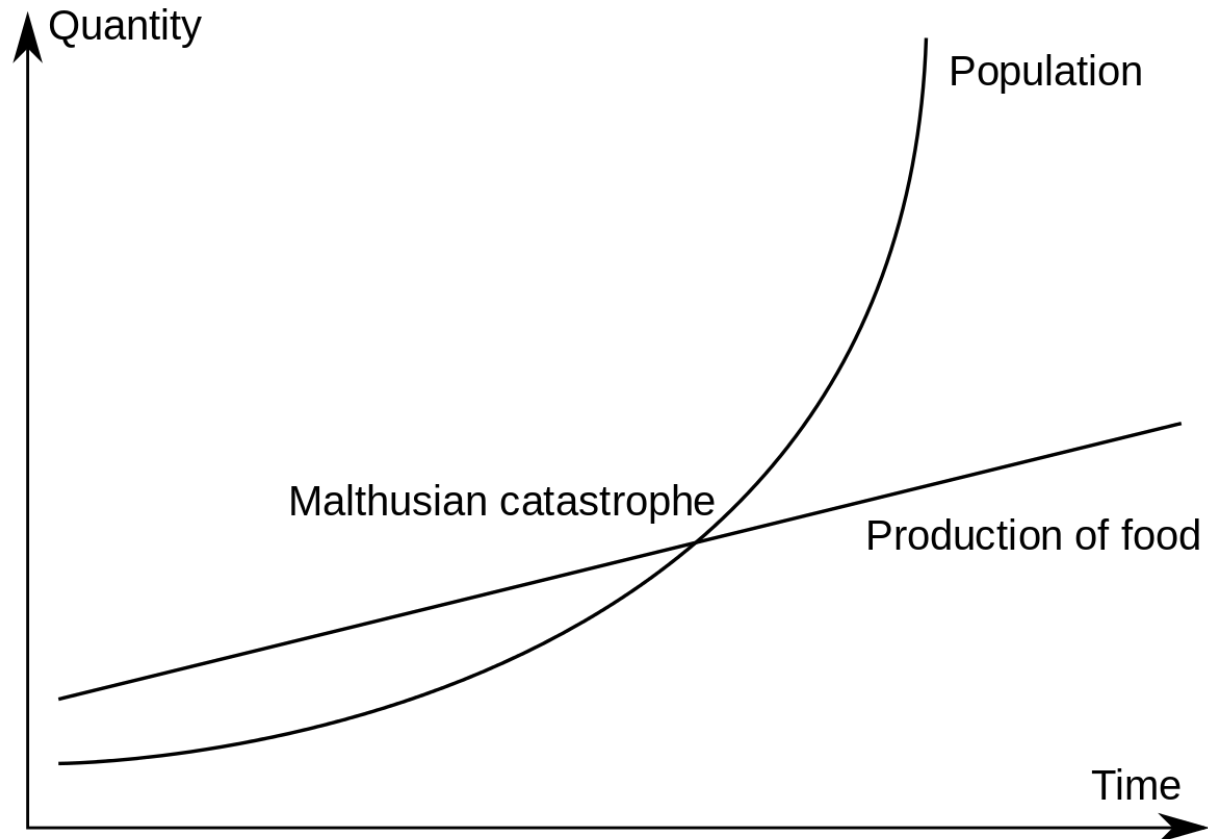 Quantity
Population
Malthusian catastrophe
Production of food
Time